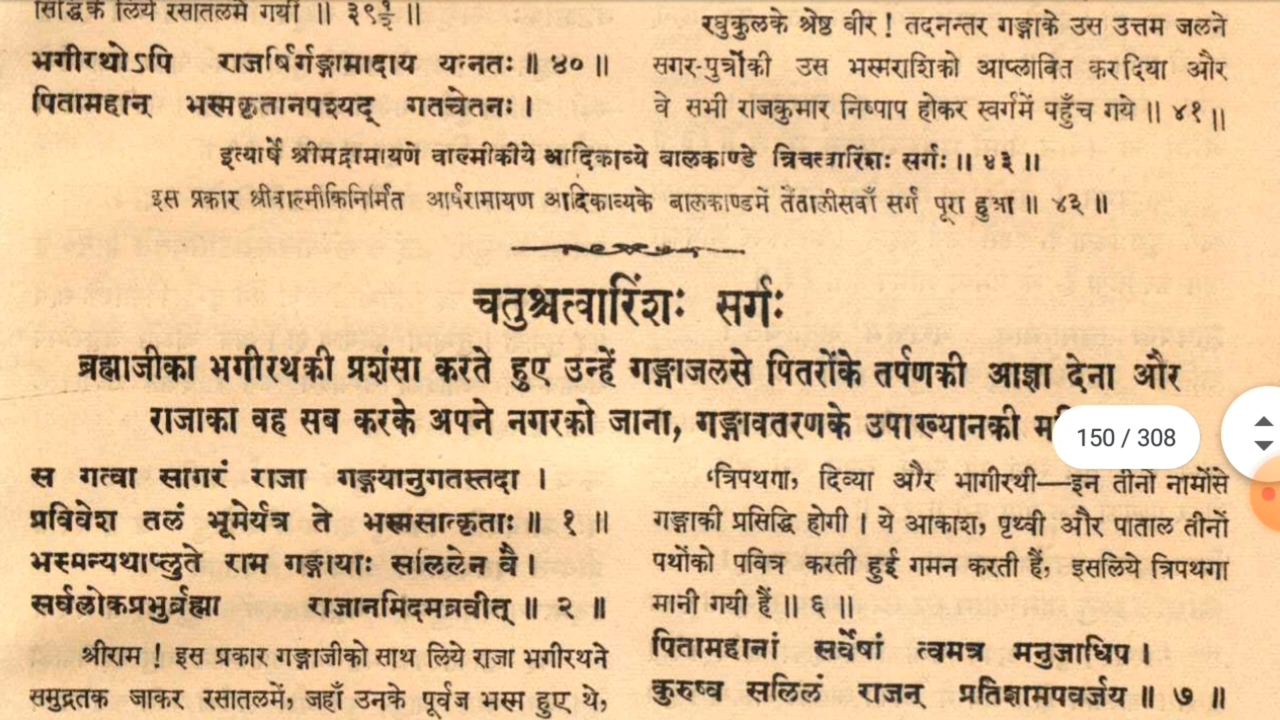 सिद्धिके लिये रसातलमें गयीं ॥ ३९ १/२ ॥
भगीरथोऽपि राजर्षिर्गङ्गामादाय यत्नतः ॥ ४० ॥
पितामहान् भस्मकृतानपश्यद् गतचेतनः ।
रघुकुलके श्रेष्ठ वीर ! तदनन्तर गङ्गाके उस उत्तम जलने
सगर-पुत्रोंकी उस भस्मराशिको आप्लावित कर दिया और
वे सभी राजकुमार निष्पाप होकर स्वर्गमें पहुँच गये ॥ ४१ ॥
इत्यार्षे श्रीमद्रामायणे वाल्मीकीये आदिकाव्ये बालकाण्डे त्रिचत्वारिंशः सर्गः ॥ ४३ ॥
इस प्रकार श्रीवाल्मीकिनिर्मित आर्षरामायण आदिकाव्यके बालकाण्डमें तैंतालीसवाँ सर्ग पूरा हुआ ॥ ४३ ॥
चतुश्चत्वारिंशः सर्गः
ब्रह्माजीका भगीरथकी प्रशंसा करते हुए उन्हें गङ्गाजलसे पितरोंके तर्पणकी आज्ञा देना और
राजाका वह सब करके अपने नगरको जाना, गङ्गावतरणके उपाख्यानकी
150 / 308
स गत्वा सागरं राजा गङ्गयानुगतस्तदा ।
प्रविवेश तलं भूमेर्यत्र ते भस्मसात्कृताः ॥ १ ॥
भस्मन्यथाप्लुते राम गङ्गायाः सलिलेन वै ।
सर्वलोकप्रभुर्ब्रह्मा राजानमिदमब्रवीत् ॥ २ ॥
श्रीराम ! इस प्रकार गङ्गाजीको साथ लिये राजा भगीरथने
समुद्रतक जाकर रसातलमें, जहाँ उनके पूर्वज भस्म हुए थे,
‘त्रिपथगा, दिव्या और भागीरथी—इन तीनों नामोंसे
गङ्गाकी प्रसिद्धि होगी । ये आकाश, पृथ्वी और पाताल तीनों
पथोंको पवित्र करती हुई गमन करती हैं, इसलिये त्रिपथगा
मानी गयी हैं ॥ ६ ॥
पितामहानां सर्वेषां त्वमत्र मनुजाधिप ।
कुरुष्व सलिलं राजन् प्रतिज्ञामपवर्जय ॥ ७ ॥